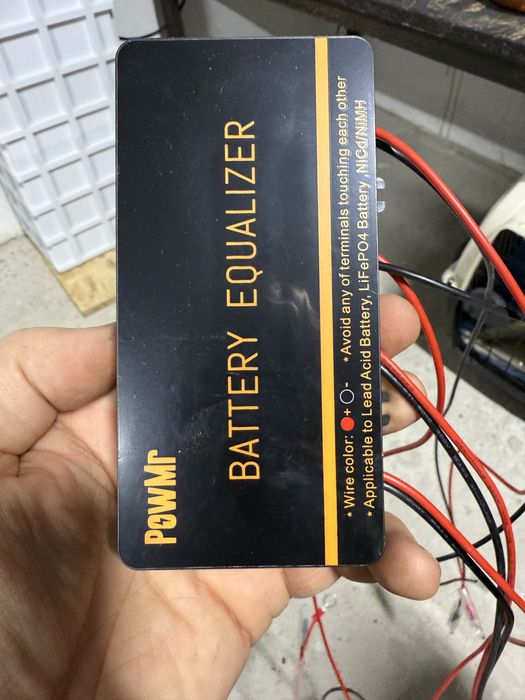 PowMr
BATTERY EQUALIZER
* Wire color: + - * Avoid any of terminals touching each other
* Applicable to Lead Acid Battery, LiFePO4 Battery ,NiCd/NiMH